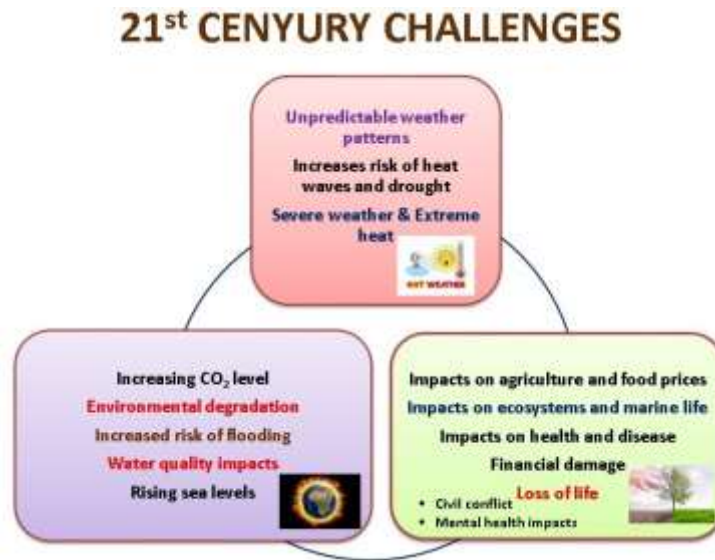 21st CENYURY CHALLENGES
Unpredictable weather
patterns
Increases risk of heat
waves and drought
Severe weather & Extreme
heat
HOT WEATHER
Increasing CO₂ level
Environmental degradation
Increased risk of flooding
Water quality impacts
Rising sea levels
Impacts on agriculture and food prices
Impacts on ecosystems and marine life
Impacts on health and disease
Financial damage
Loss of life
• Civil conflict
• Mental health impacts